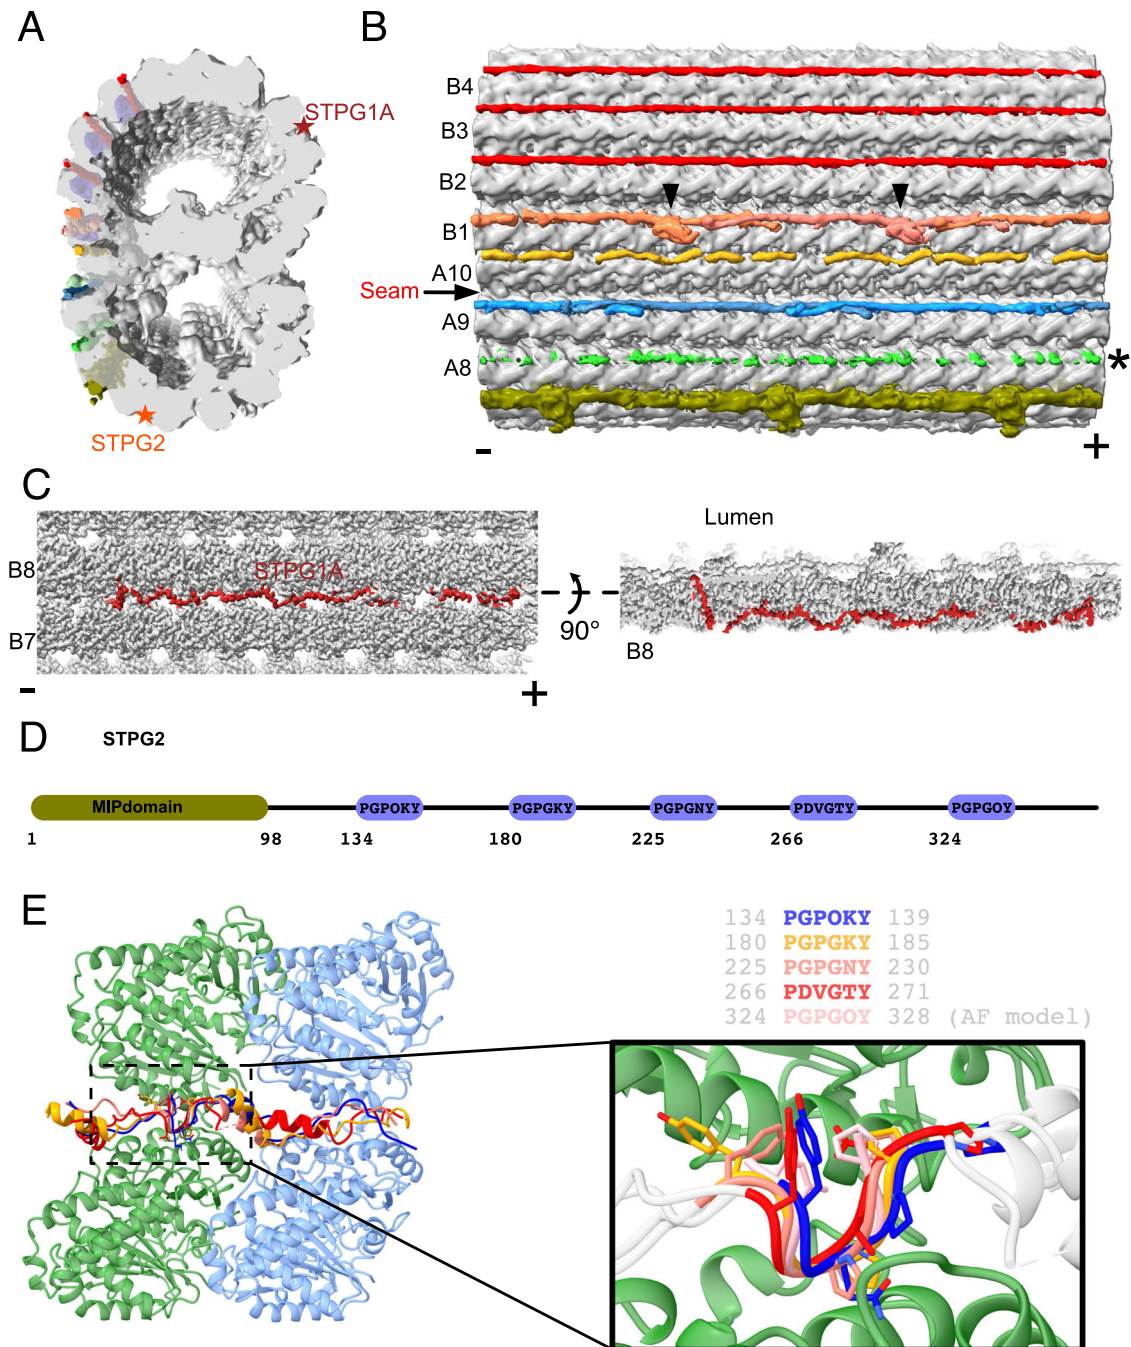 A
B
STPG1A
STPG2
B4
B3
B2
B1
A10
Seam
A9
A8
*
-
+
C
Lumen
B8
STPG1A
B7
90°
B8
-
+
D
STPG2
MIPdomain PGPOKY PGPGKY PGPGNY PDVGTY PGPGOY
1 98 134 180 225 266 324
E
134 PGPOKY 139
180 PGPGKY 185
225 PGPGNY 230
266 PDVGTY 271
324 PGPGOY 328 (AF model)